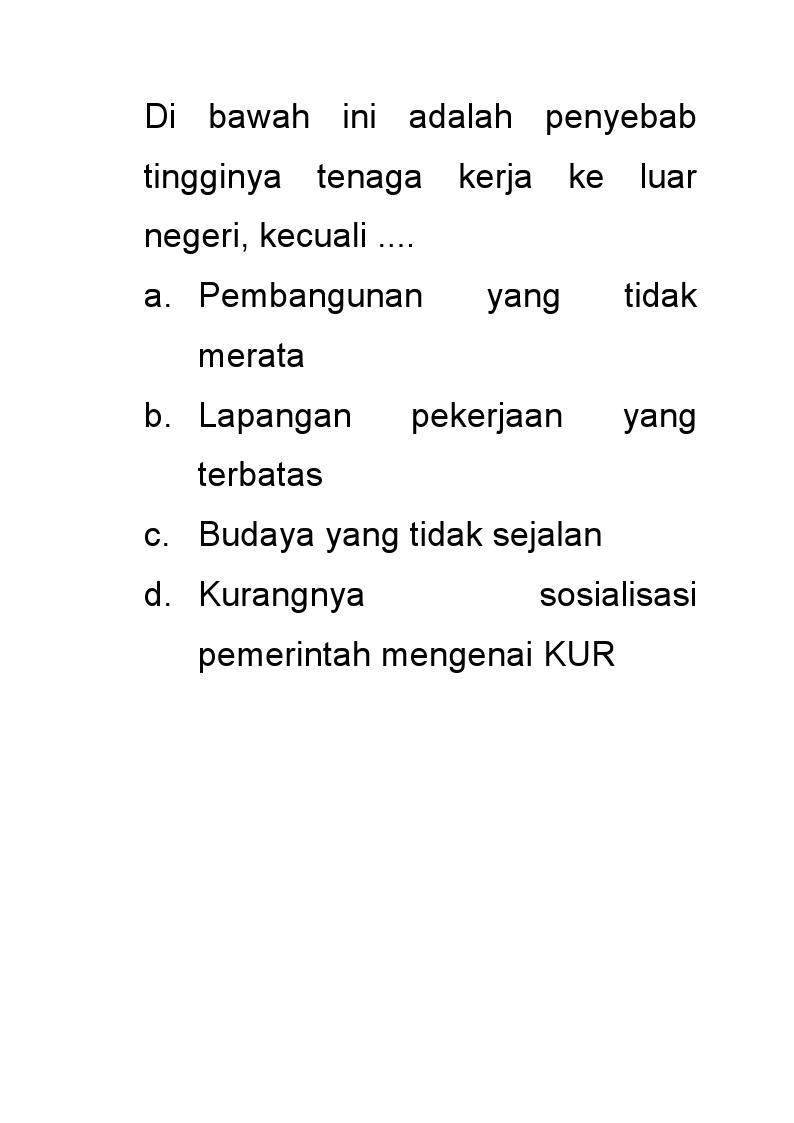 Di bawah ini adalah penyebab
tingginya tenaga kerja ke luar
negeri, kecuali ....
a. Pembangunan yang tidak
merata
b. Lapangan pekerjaan yang
terbatas
c. Budaya yang tidak sejalan
d. Kurangnya sosialisasi
pemerintah mengenai KUR